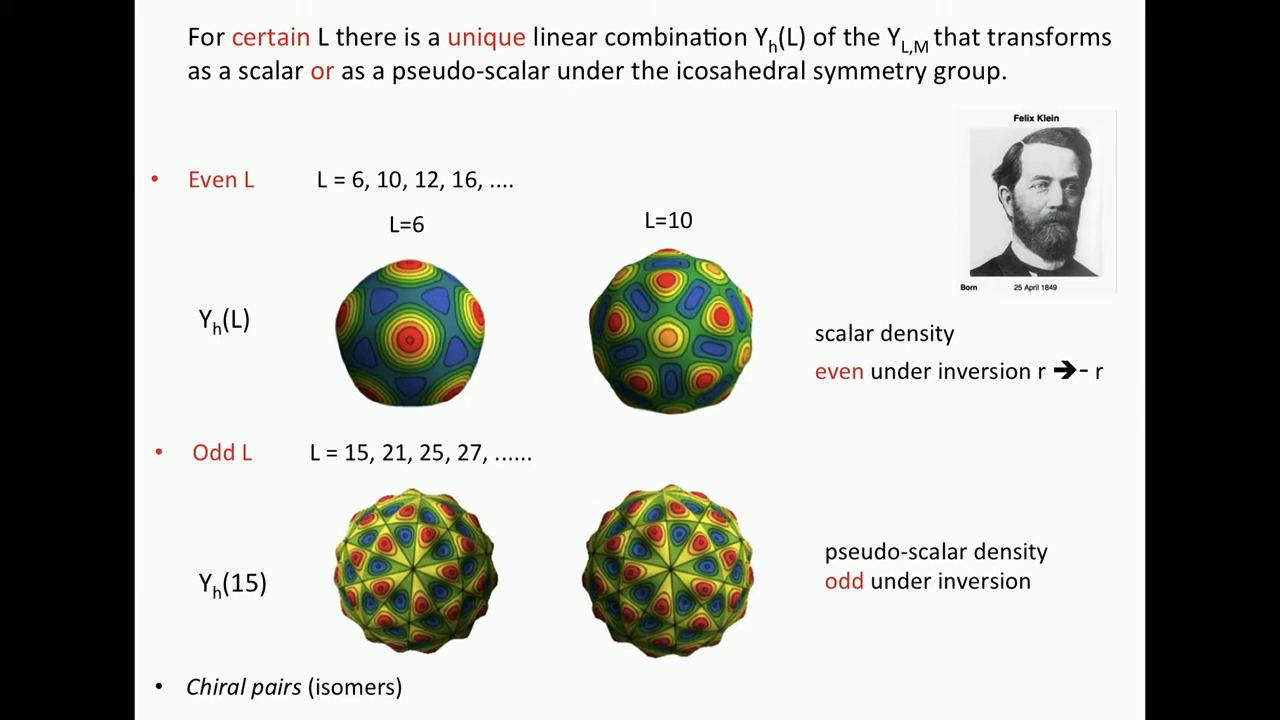 For certain L there is a unique linear combination Yh(L) of the YL,M that transforms
as a scalar or as a pseudo-scalar under the icosahedral symmetry group.
Felix Klein
Born 25 April 1849
• Even L L = 6, 10, 12, 16, ....
L=6 L=10
Yh(L)
scalar density
even under inversion r ➔- r
• Odd L L = 15, 21, 25, 27, ......
Yh(15)
pseudo-scalar density
odd under inversion
• Chiral pairs (isomers)